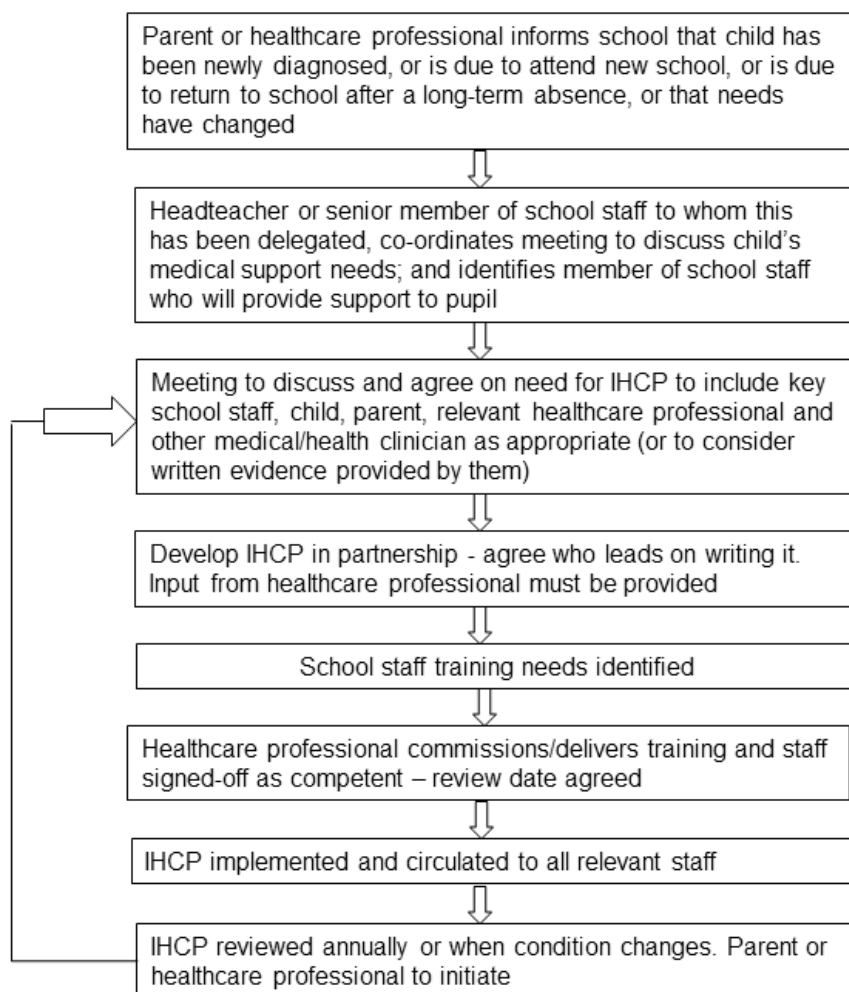 Parent or healthcare professional informs school that child has
been newly diagnosed, or is due to attend new school, or is due
to return to school after a long-term absence, or that needs
have changed
Headteacher or senior member of school staff to whom this
has been delegated, co-ordinates meeting to discuss child's
medical support needs; and identifies member of school staff
who will provide support to pupil
Meeting to discuss and agree on need for IHCP to include key
school staff, child, parent, relevant healthcare professional and
other medical/health clinician as appropriate (or to consider
written evidence provided by them)
Develop IHCP in partnership - agree who leads on writing it.
Input from healthcare professional must be provided
School staff training needs identified
Healthcare professional commissions/delivers training and staff
signed-off as competent – review date agreed
IHCP implemented and circulated to all relevant staff
IHCP reviewed annually or when condition changes. Parent or
healthcare professional to initiate